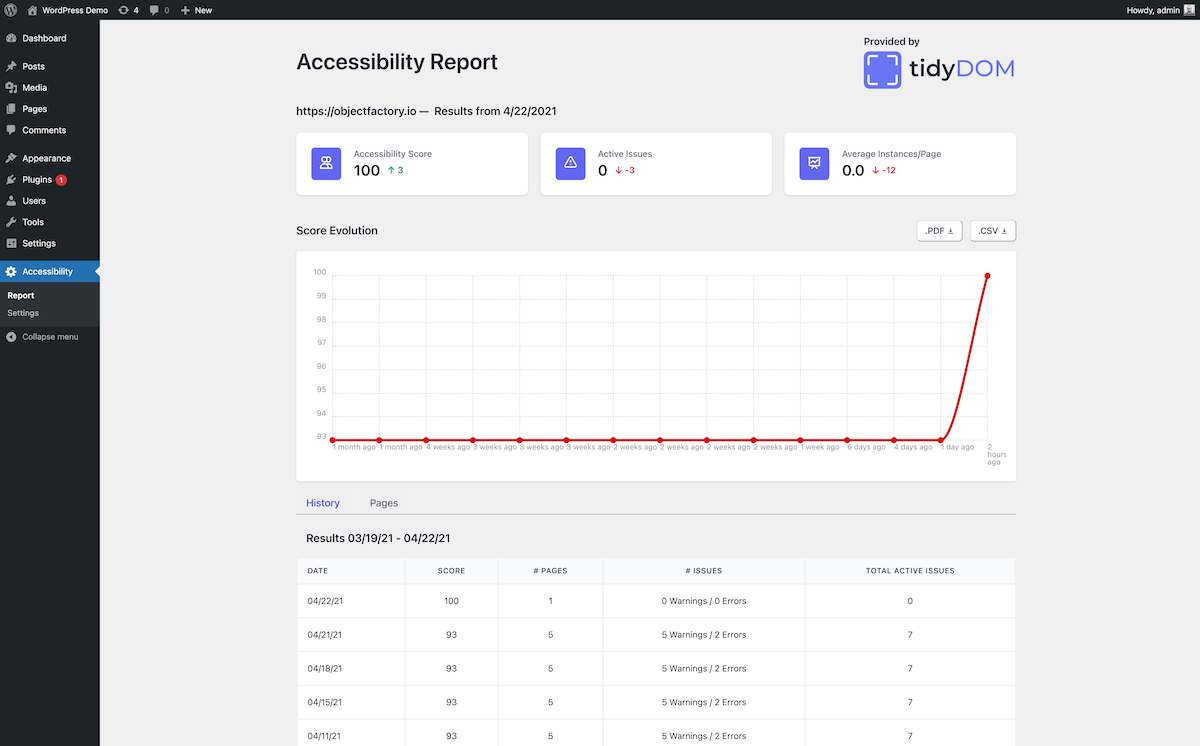 WordPress Demo 4 0 New Howdy, admin
Dashboard
Posts
Media
Pages
Comments
Appearance
Plugins 1
Users
Tools
Settings
Accessibility
Report
Settings
Collapse menu
Accessibility Report
Provided by
tidyDOM
https://objectfactory.io — Results from 4/22/2021
Accessibility Score
100 ↑ 3
Active Issues
0 ↓ -3
Average Instances/Page
0.0 ↓ -12
Score Evolution
.PDF ↓ .CSV ↓
100
99
98
97
96
95
94
93
1 month ago 1 month ago 4 weeks ago 3 weeks ago 3 weeks ago 3 weeks ago 2 weeks ago 2 weeks ago 2 weeks ago 2 weeks ago 1 week ago 6 days ago 4 days ago 1 day ago 2
hours
ago
History Pages
Results 03/19/21 - 04/22/21
DATE SCORE # PAGES # ISSUES TOTAL ACTIVE ISSUES
04/22/21 100 1 0 Warnings / 0 Errors 0
04/21/21 93 5 5 Warnings / 2 Errors 7
04/18/21 93 5 5 Warnings / 2 Errors 7
04/15/21 93 5 5 Warnings / 2 Errors 7
04/11/21 93 5 5 Warnings / 2 Errors 7